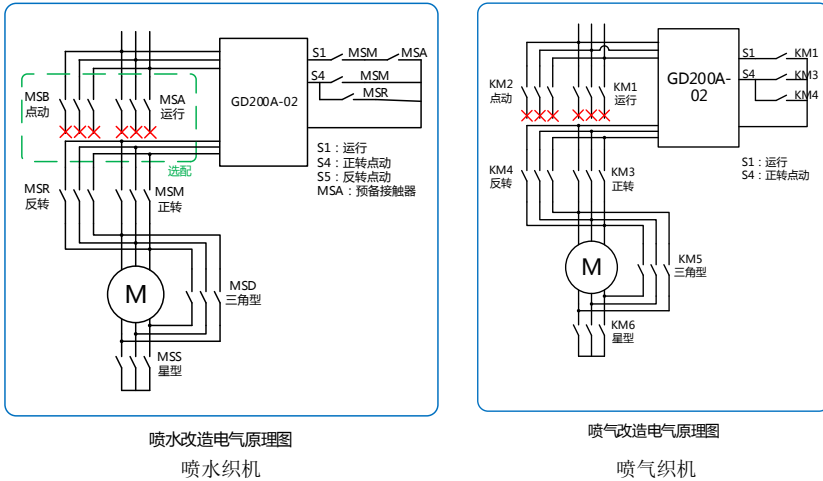 S1 MSM MSA
S4 MSM
MSR
GD200A-02
MSB
点动
MSA
运行
选配
S1：运行
S4：正转点动
S5：反转点动
MSA：预备接触器
MSR
反转
MSM
正转
M
MSD
三角型
MSS
星型
喷水改造电气原理图
喷水织机
S1 KM1
S4 KM3
KM4
GD200A-
02
KM2
点动
KM1
运行
S1：运行
S4：正转点动
KM4
反转
KM3
正转
M
KM5
三角型
KM6
星型
喷气改造电气原理图
喷气织机